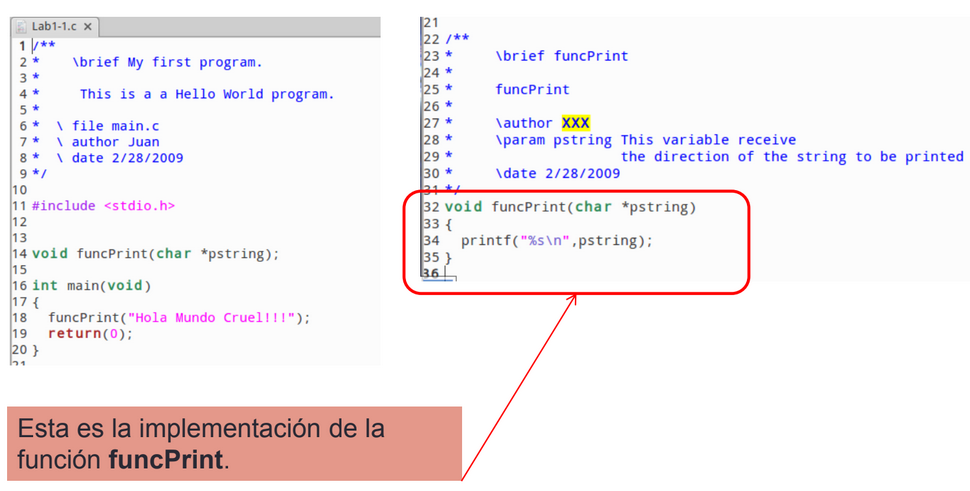 Lab1-1.c ×
1 /**
2 *    \brief My first program.
3 *
4 *     This is a a Hello World program.
5 *
6 *  \ file main.c
7 *  \ author Juan
8 *  \ date 2/28/2009
9 */
10
11 #include <stdio.h>
12
13
14 void funcPrint(char *pstring);
15
16 int main(void)
17 {
18   funcPrint("Hola Mundo Cruel!!!");
19   return(0);
20 }
21
21
22 /**
23 *     \brief funcPrint
24 *
25 *     funcPrint
26 *
27 *     \author XXX
28 *     \param pstring This variable receive
29 *                    the direction of the string to be printed
30 *     \date 2/28/2009
31 */
32 void funcPrint(char *pstring)
33 {
34   printf("%s\n",pstring);
35 }
36
Esta es la implementación de la
función funcPrint.